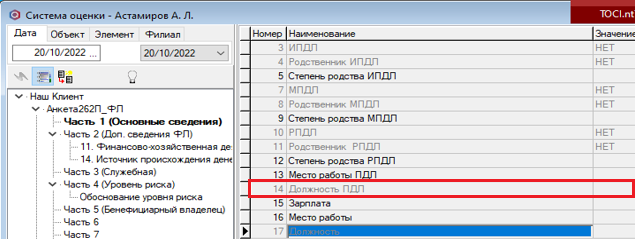 Система оценки - Астамиров А. Л.
TOCI.nt
Дата Объект Элемент Филиал
20/10/2022 ... 20/10/2022
Наш Клиент
Анкета262П_ФЛ
Часть 1 (Основные сведения)
Часть 2 (Доп. сведения ФЛ)
11. Финансово-хозяйственная де
14. Источник происхождения дене
Часть 3 (Служебная)
Часть 4 (Уровень риска)
Обоснование уровня риска
Часть 5 (Бенефициарный владелец)
Часть 6
Часть 7
Номер Наименование Значение
3 ИПДЛ НЕТ
4 Родственник ИПДЛ НЕТ
5 Степень родства ИПДЛ
7 МПДЛ НЕТ
8 Родственник МПДЛ НЕТ
9 Степень родства МПДЛ
10 РПДЛ НЕТ
11 Родственник РПДЛ НЕТ
12 Степень родства РПДЛ
13 Место работы ПДЛ
14 Должность ПДЛ
15 Зарплата
16 Место работы
17 Должность